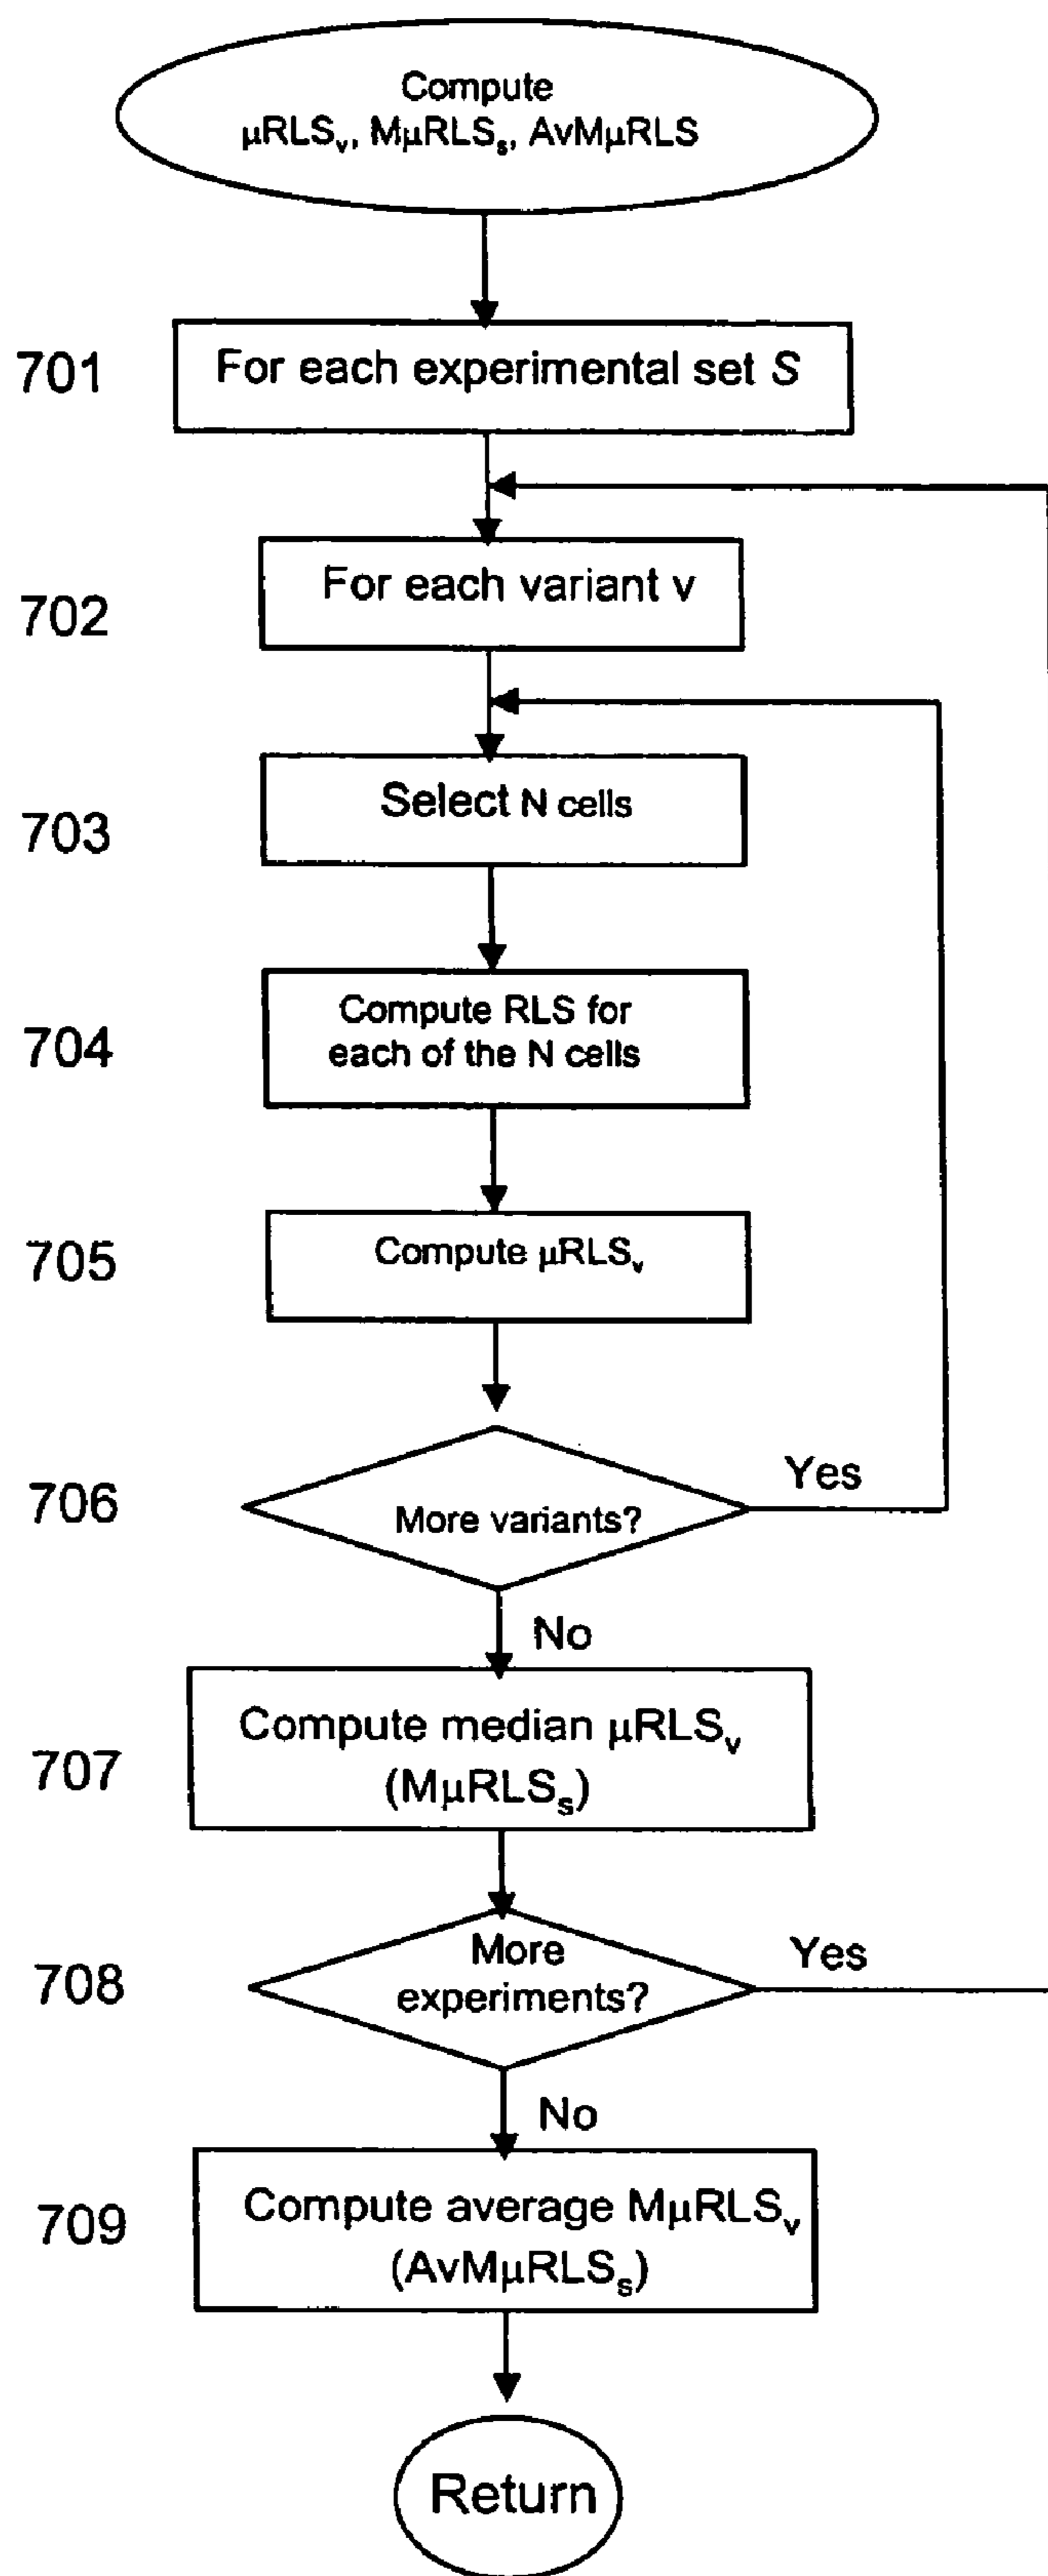 Compute
μRLSv, MμRLSs, AvMμRLS
701
For each experimental set S
702
For each variant v
703
Select N cells
704
Compute RLS for
each of the N cells
705
Compute μRLSv
706
More variants?
Yes
No
707
Compute median μRLSv
(MμRLSs)
708
More
experiments?
Yes
No
709
Compute average MμRLSv
(AvMμRLSs)
Return